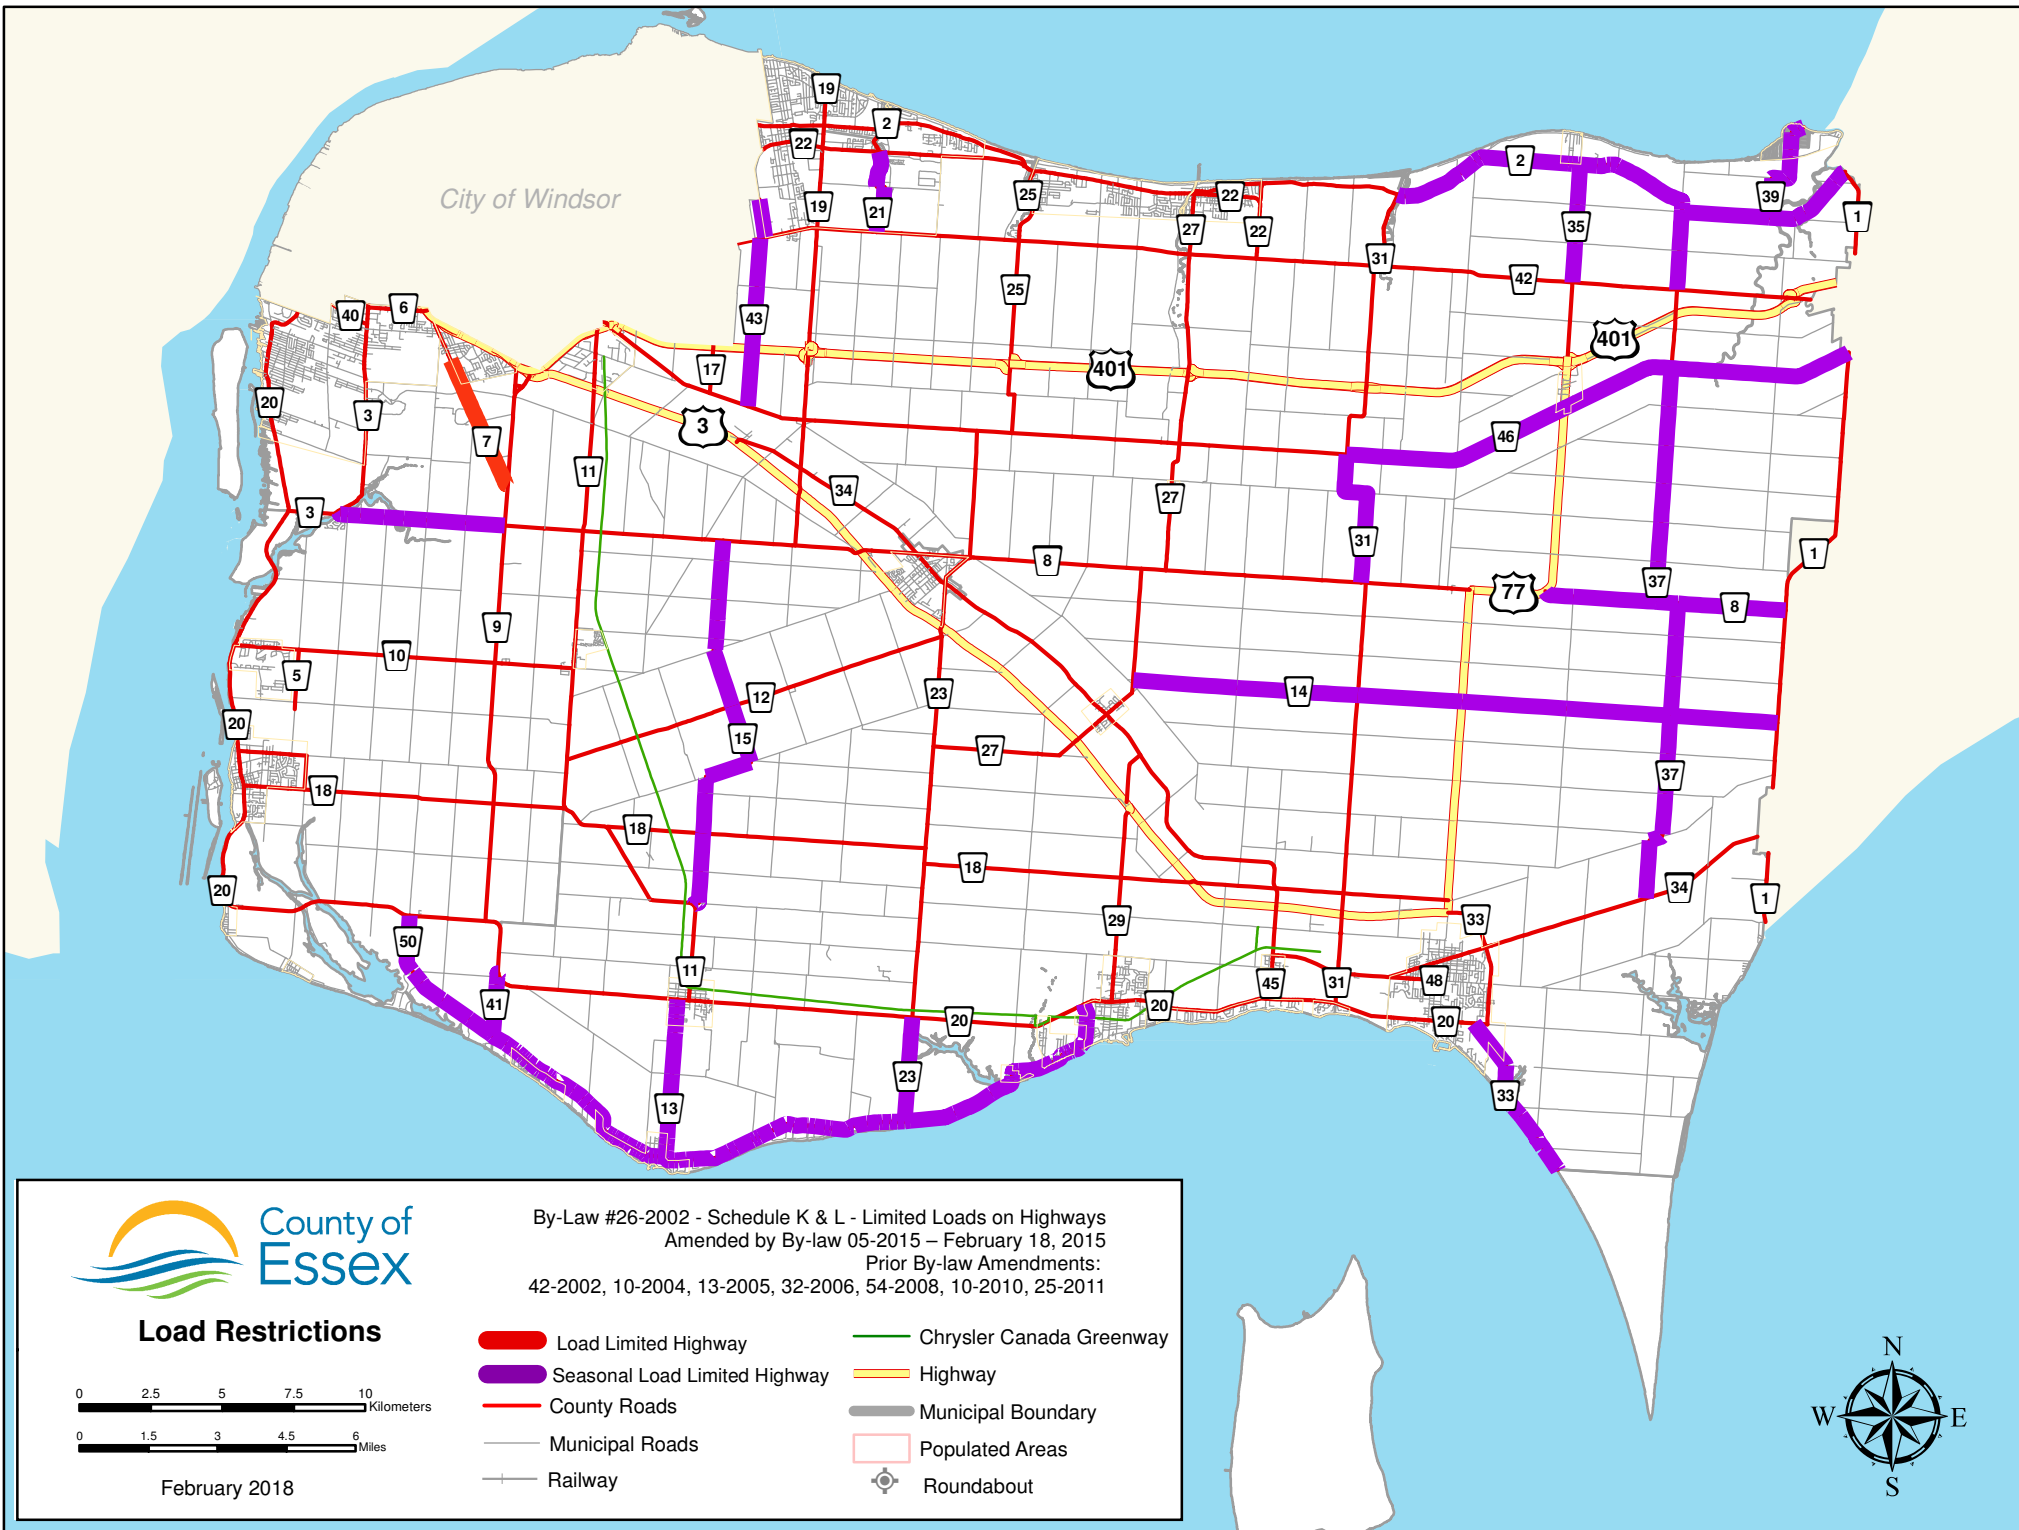 19
2
22
City of Windsor
19
21
25
22
27
22
2
39
1
35
31
42
25
43
6
40
401
401
17
20
3
3
7
11
34
27
46
3
31
8
1
77
37
8
9
10
5
12
23
14
20
15
27
37
18
18
18
20
34
1
29
33
50
11
41
20
20
45
31
48
20
13
23
33
County of
Essex
Load Restrictions
0 2.5 5 7.5 10
Kilometers
0 1.5 3 4.5 6
Miles
February 2018
By-Law #26-2002 - Schedule K & L - Limited Loads on Highways
Amended by By-law 05-2015 – February 18, 2015
Prior By-law Amendments:
42-2002, 10-2004, 13-2005, 32-2006, 54-2008, 10-2010, 25-2011
Load Limited Highway
Seasonal Load Limited Highway
County Roads
Municipal Roads
Railway
Chrysler Canada Greenway
Highway
Municipal Boundary
Populated Areas
Roundabout
N
W E
S